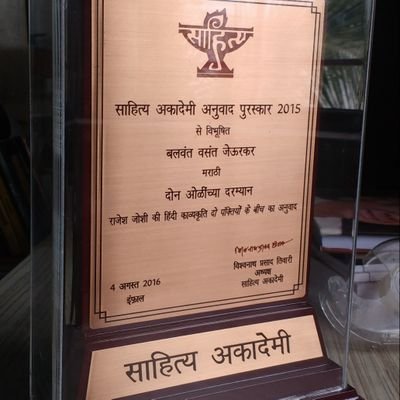 साहित्य
साहित्य अकादेमी अनुवाद पुरस्कार 2015
से विभूषित
बलवंत वसंत जेऊरकर
मराठी
दोन ओळींच्या दरम्यान
राजेश जोशी की हिंदी काव्यकृति दो पंक्तियों के बीच का अनुवाद
विश्वनाथ प्रसाद तिवारी
अध्यक्ष
साहित्य अकादेमी
4 अगस्त 2016
इंफ़ाल
साहित्य अकादेमी